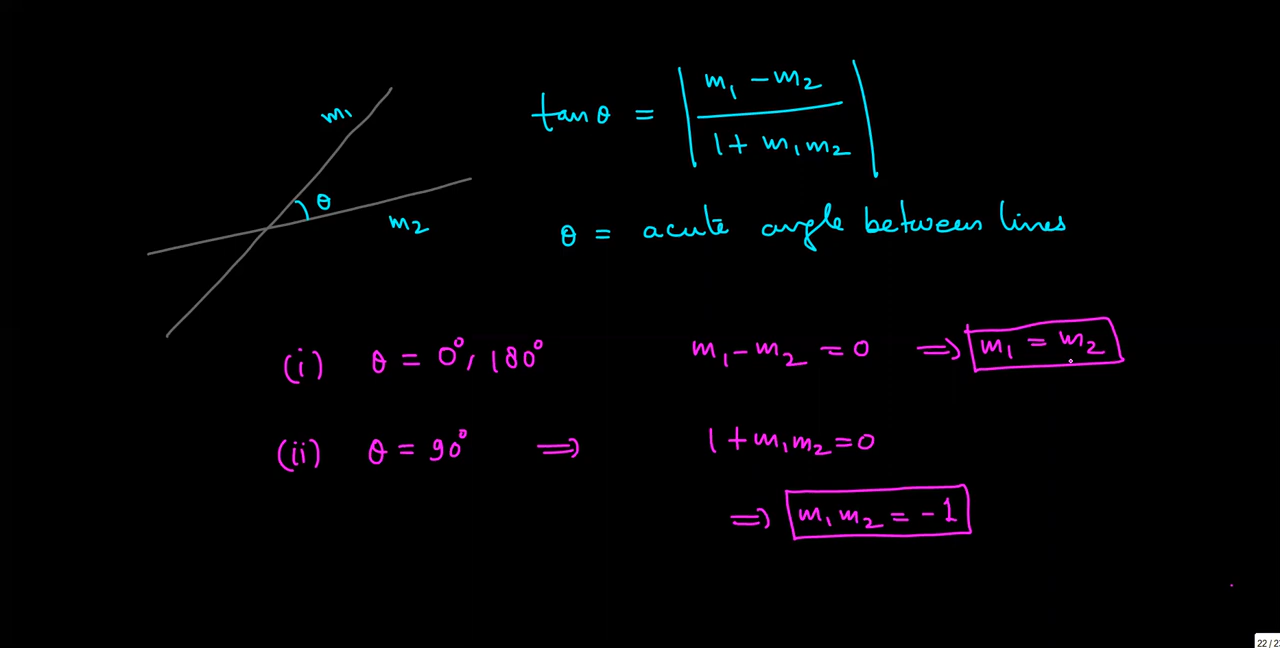 m₁
tanθ = | (m₁ - m₂) / (1 + m₁m₂) |
θ
m₂
θ = acute angle between lines
(i) θ = 0°, 180° m₁ - m₂ = 0 ⟹ m₁ = m₂
(ii) θ = 90° ⟹ 1 + m₁m₂ = 0
⟹ m₁m₂ = -1